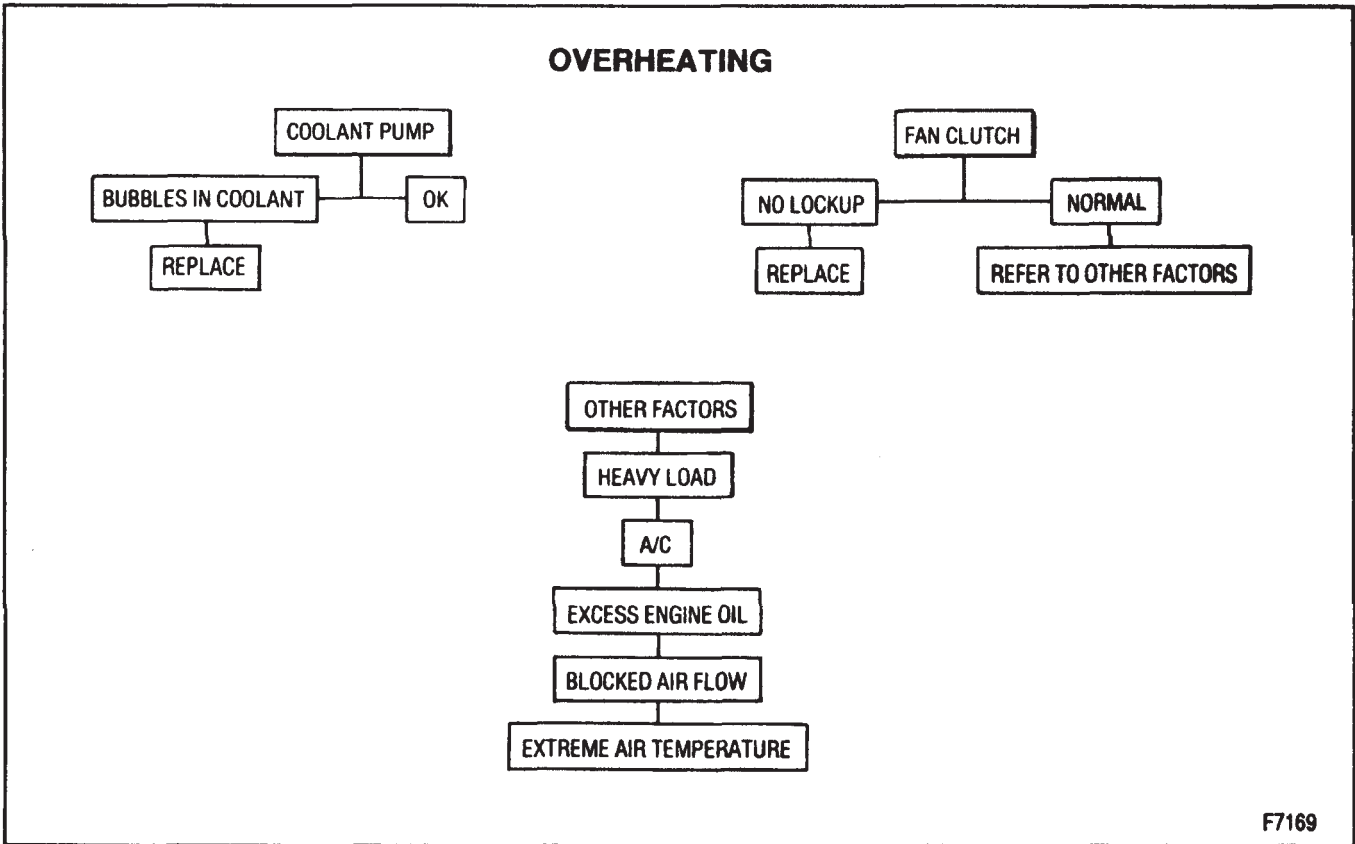 OVERHEATING
COOLANT PUMP
BUBBLES IN COOLANT
OK
REPLACE
FAN CLUTCH
NO LOCKUP
NORMAL
REPLACE
REFER TO OTHER FACTORS
OTHER FACTORS
HEAVY LOAD
A/C
EXCESS ENGINE OIL
BLOCKED AIR FLOW
EXTREME AIR TEMPERATURE
F7169